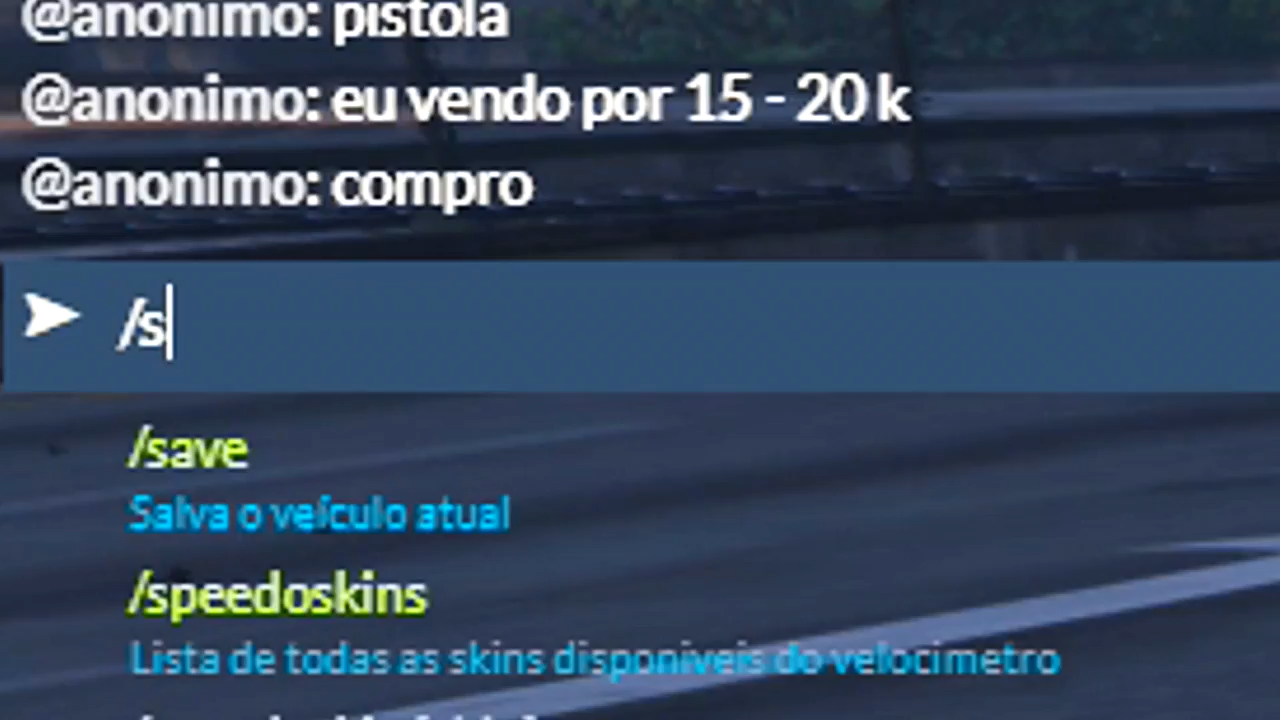 @anonimo: pistola
@anonimo: eu vendo por 15 - 20 k
@anonimo: compro
/s
/save
Salva o veículo atual
/speedoskins
Lista de todas as skins disponiveis do velocimetro